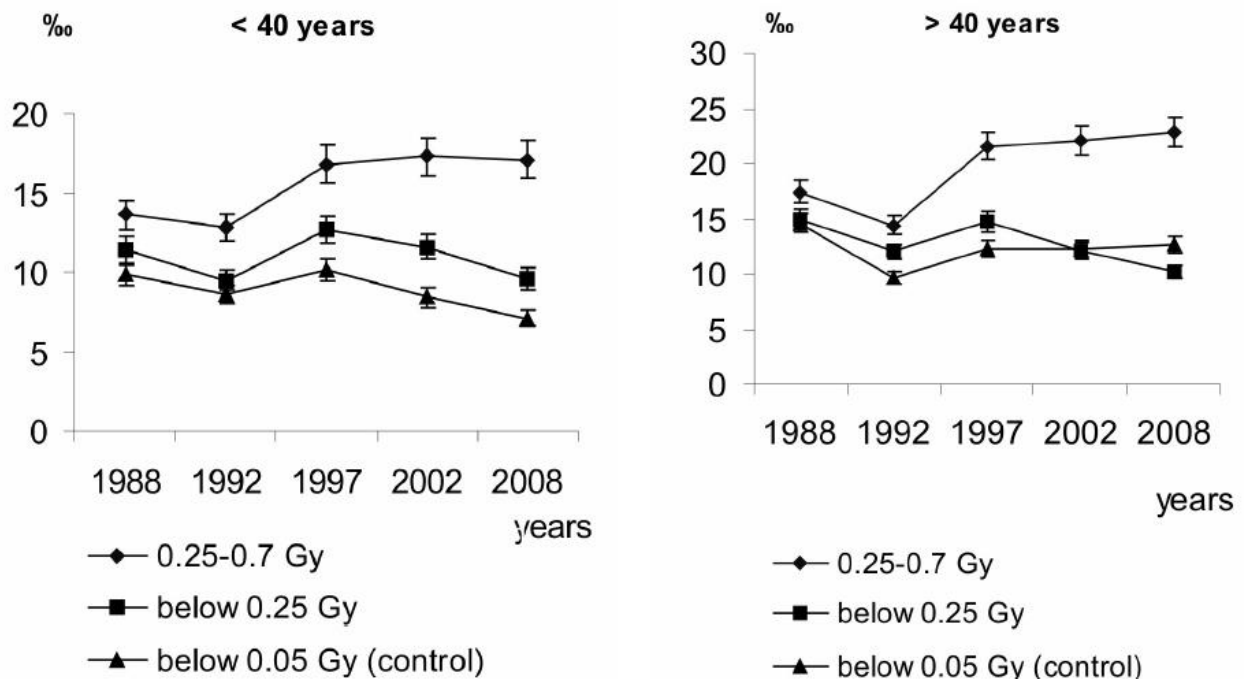 ‰ < 40 years
20
15
10
5
0
1988 1992 1997 2002 2008
years
0.25-0.7 Gy
below 0.25 Gy
below 0.05 Gy (control)
‰ > 40 years
30
25
20
15
10
5
0
1988 1992 1997 2002 2008
years
0.25-0.7 Gy
below 0.25 Gy
below 0.05 Gy (control)